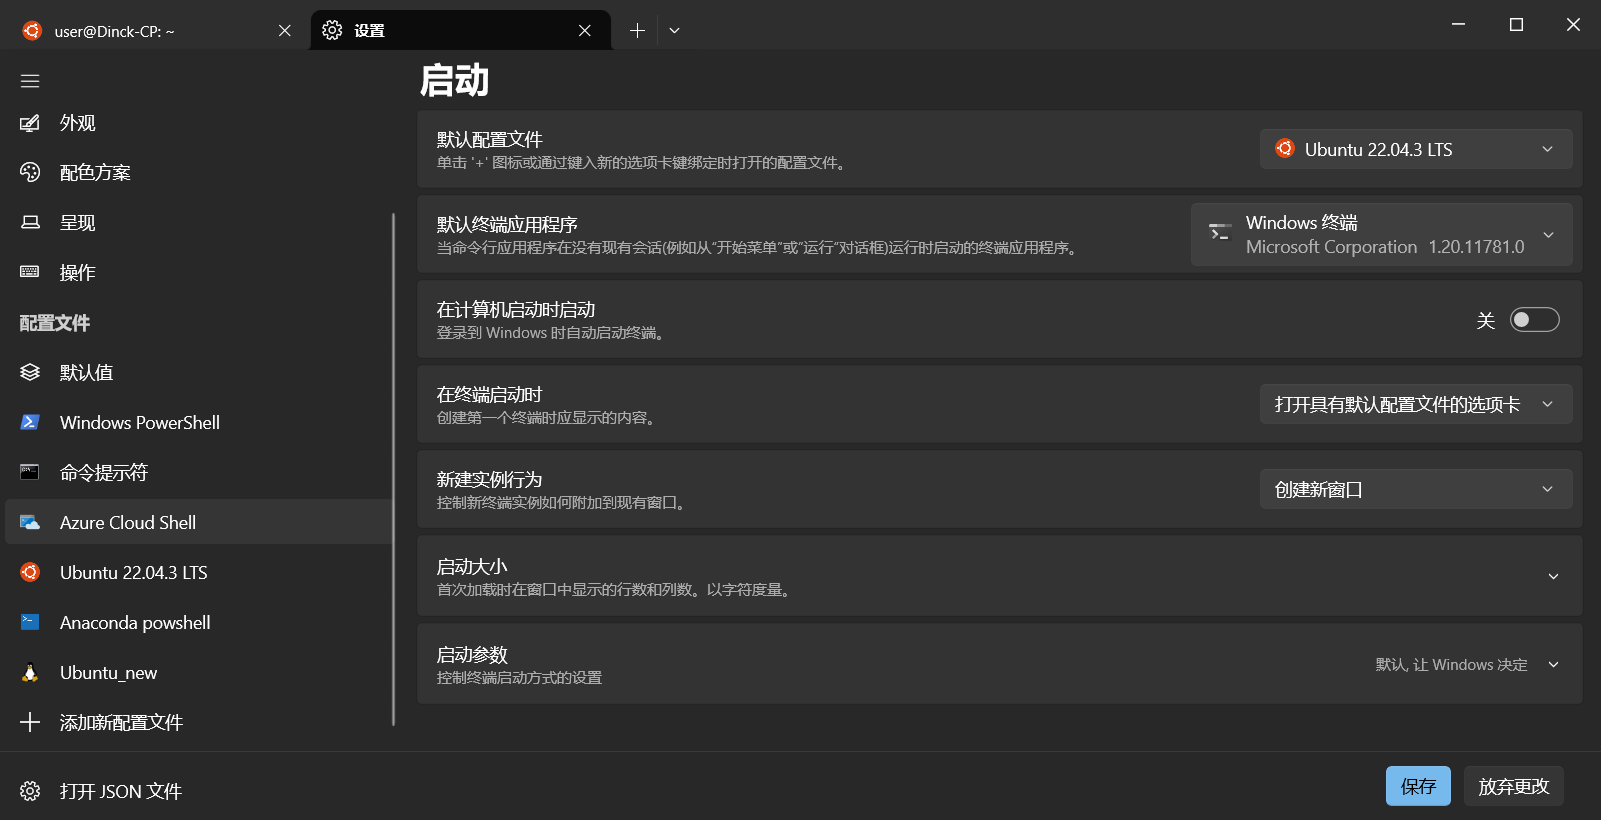 user@Dinck-CP: ~
设置
外观
配色方案
呈现
操作
配置文件
默认值
Windows PowerShell
命令提示符
Azure Cloud Shell
Ubuntu 22.04.3 LTS
Anaconda powshell
Ubuntu_new
添加新配置文件
打开 JSON 文件
启动
默认配置文件
单击 '+' 图标或通过键入新的选项卡键绑定时打开的配置文件。
Ubuntu 22.04.3 LTS
默认终端应用程序
当命令行应用程序在没有现有会话(例如从“开始菜单”或“运行”对话框)运行时启动的终端应用程序。
Windows 终端
Microsoft Corporation 1.20.11781.0
在计算机启动时启动
登录到 Windows 时自动启动终端。
关
在终端启动时
创建第一个终端时应显示的内容。
打开具有默认配置文件的选项卡
新建实例行为
控制新终端实例如何附加到现有窗口。
创建新窗口
启动大小
首次加载时在窗口中显示的行数和列数。以字符度量。
启动参数
控制终端启动方式的设置
默认, 让 Windows 决定
保存
放弃更改